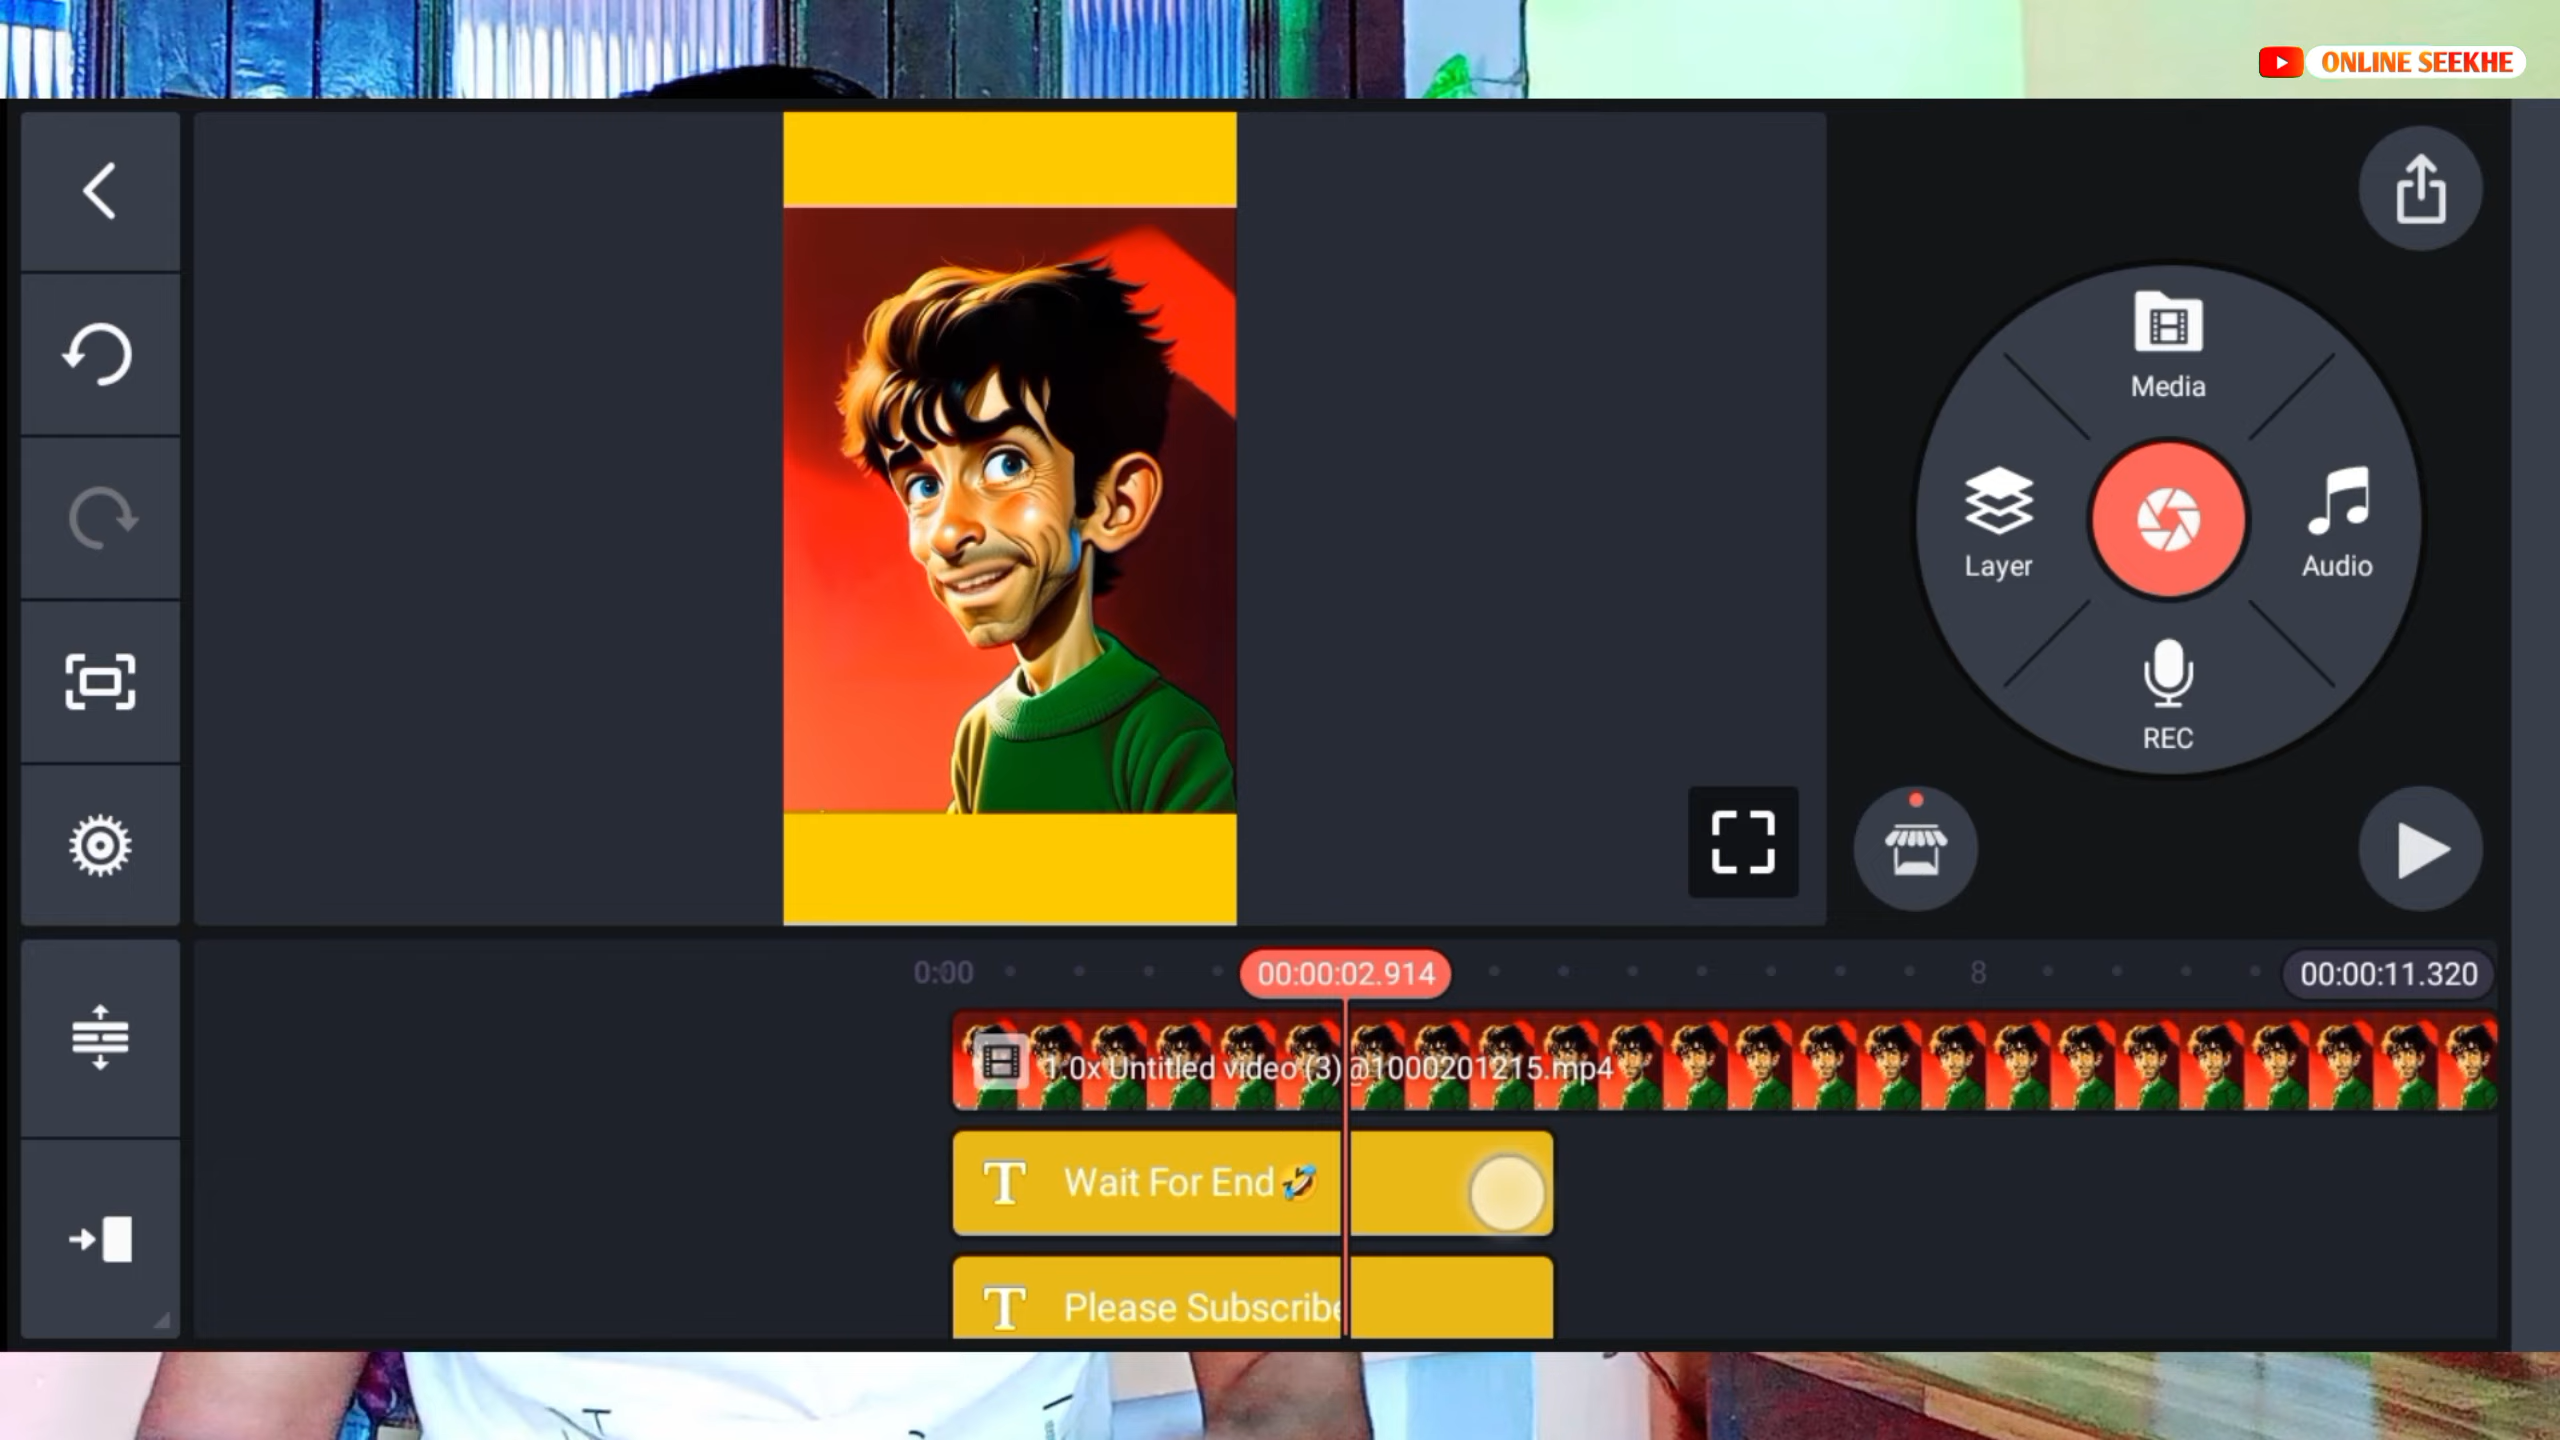 ONLINE SEEKHE
Media
Layer
Audio
REC
0:00
00:00:02.914
8
00:00:11.320
1.0x Untitled video (3)@1000201215.mp4
T Wait For End🤣
T Please Subscribe